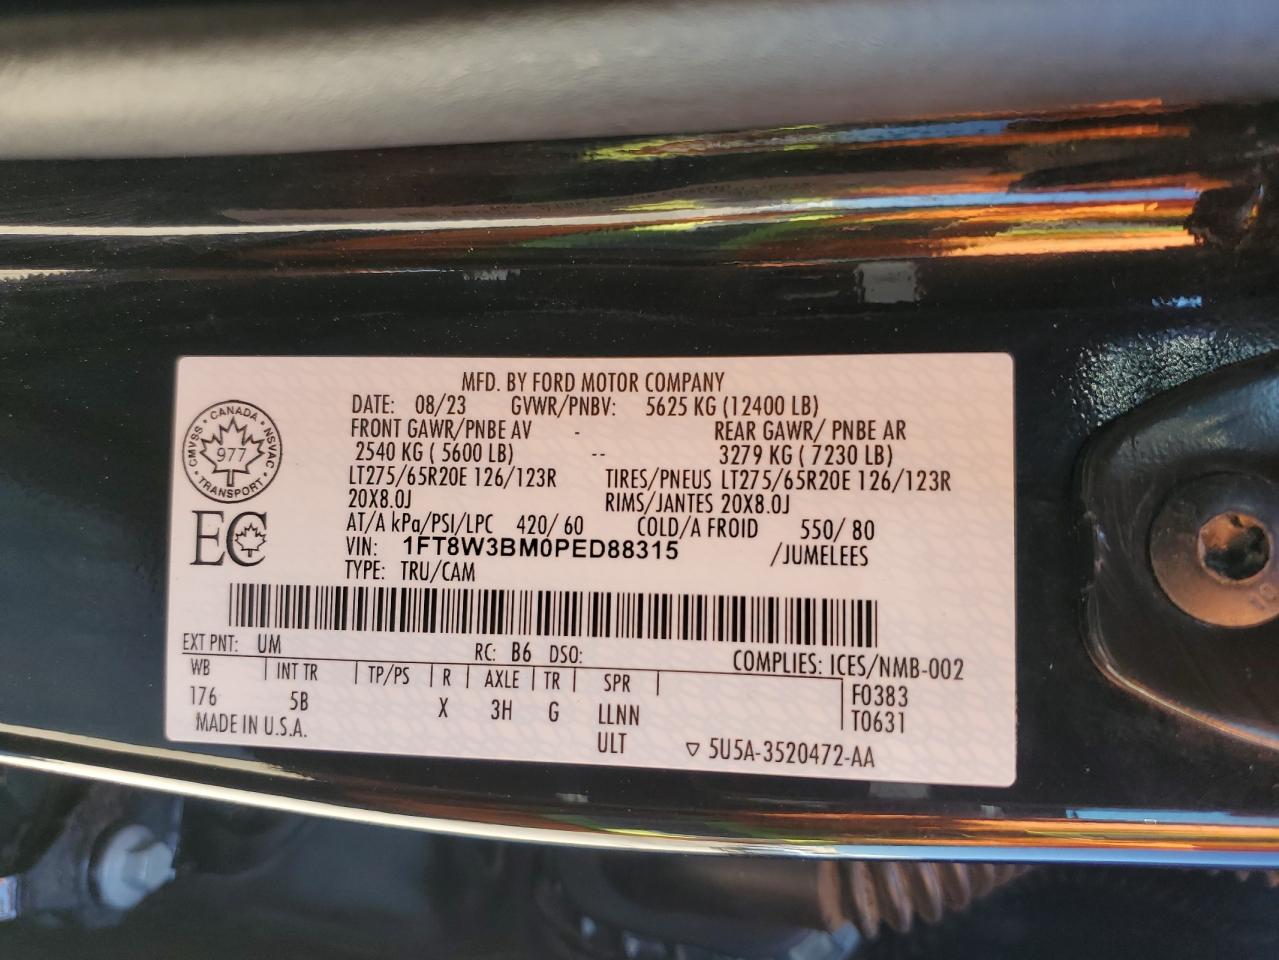 MFD. BY FORD MOTOR COMPANY
DATE: 08/23 GVWR/PNBV: 5625 KG (12400 LB)
FRONT GAWR/PNBE AV - REAR GAWR/ PNBE AR
2540 KG ( 5600 LB) -- 3279 KG ( 7230 LB)
LT275/65R20E 126/123R TIRES/PNEUS LT275/65R20E 126/123R
20X8.0J RIMS/JANTES 20X8.0J
AT/A kPa/PSI/LPC 420/ 60 COLD/A FROID 550/ 80
VIN: 1FT8W3BM0PED88315 /JUMELEES
TYPE: TRU/CAM
CANADA
CMVSS · NSVAC
977
TRANSPORT
EC
EXT PNT: UM RC: B6 DSO:
COMPLIES: ICES/NMB-002
WB | INT TR | TP/PS | R | AXLE | TR | SPR |
176 5B X 3H G LLNN
F0383
T0631
MADE IN U.S.A.
ULT ▽ 5U5A-3520472-AA